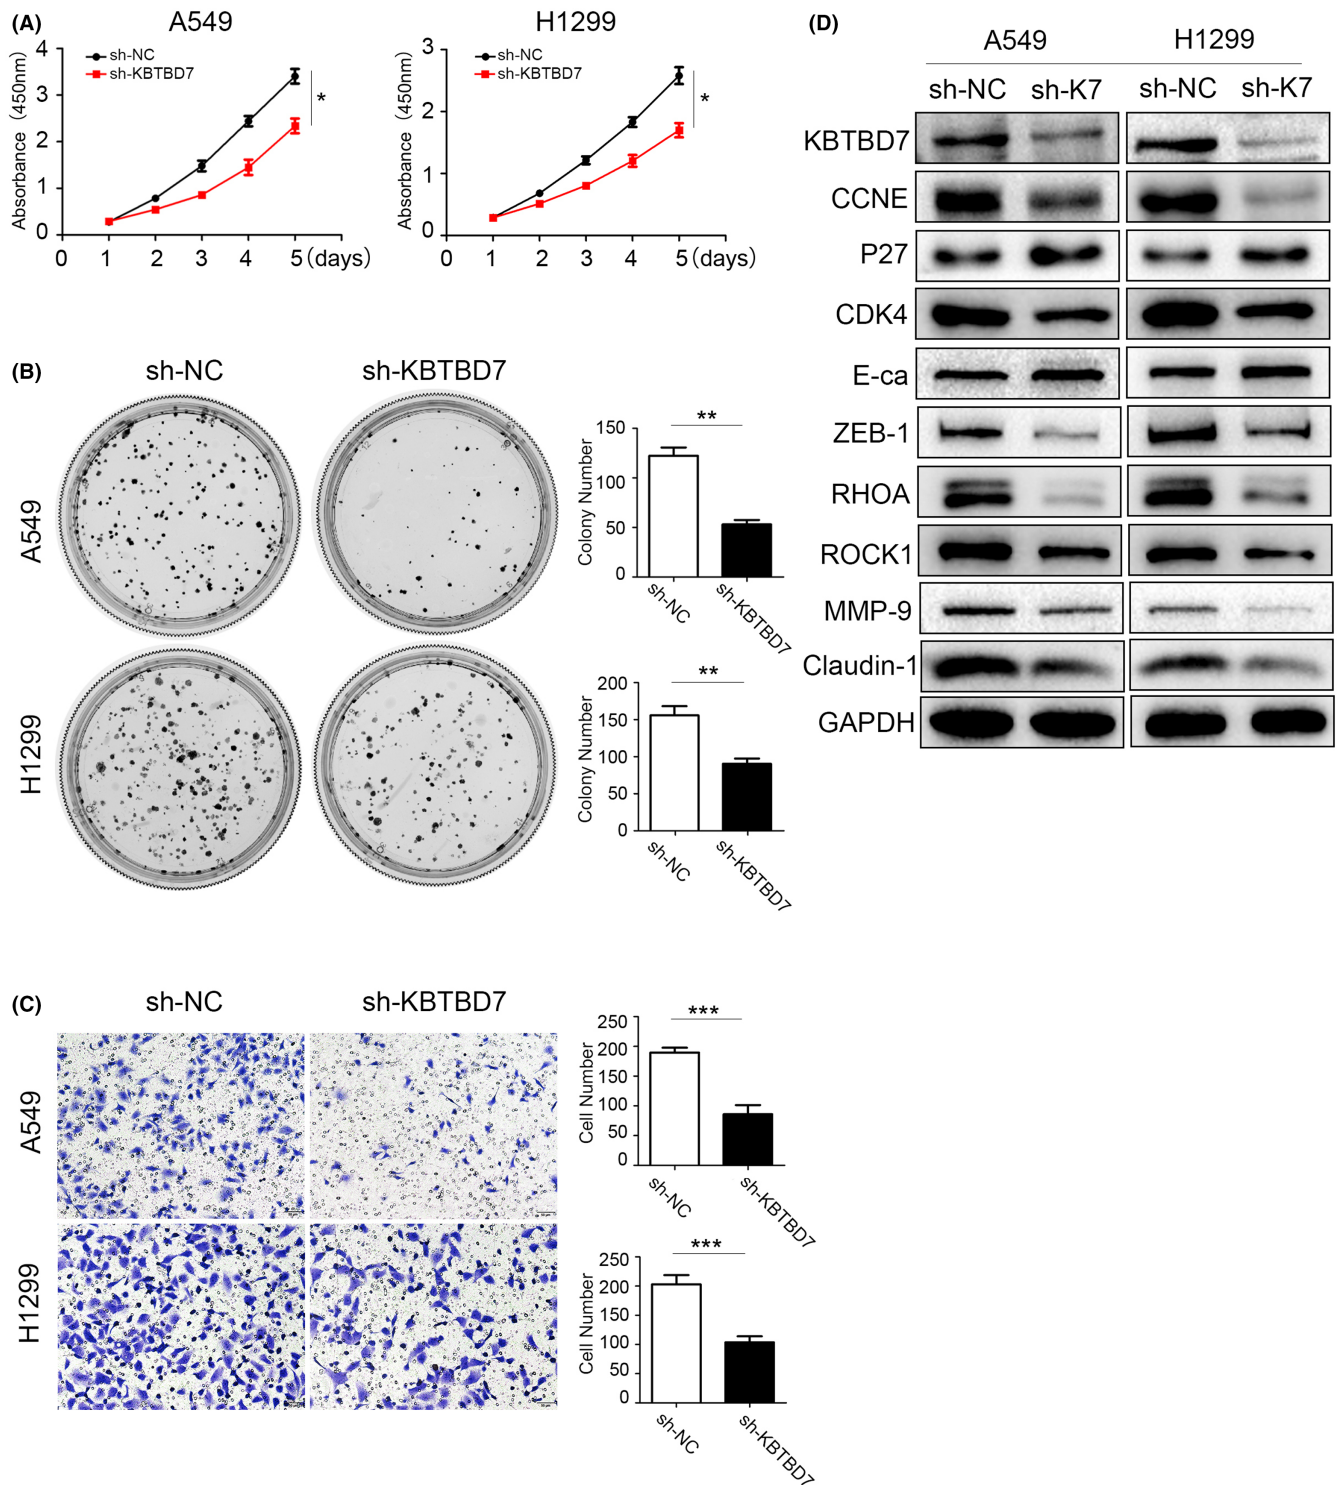 (A)
A549
H1299
Absorbance (450nm)
4
3
2
1
0
sh-NC
sh-KBTBD7
*
0 1 2 3 4 5 (days)
Absorbance (450nm)
3
2
1
0
sh-NC
sh-KBTBD7
*
0 1 2 3 4 5 (days)
(B)
sh-NC
sh-KBTBD7
A549
H1299
Colony Number
150
100
50
0
**
sh-NC
sh-KBTBD7
Colony Number
200
150
100
50
0
**
sh-NC
sh-KBTBD7
(C)
sh-NC
sh-KBTBD7
A549
H1299
Cell Number
250
200
150
100
50
0
***
sh-NC
sh-KBTBD7
Cell Number
250
200
150
100
50
0
***
sh-NC
sh-KBTBD7
(D)
A549
H1299
sh-NC sh-K7 sh-NC sh-K7
KBTBD7
CCNE
P27
CDK4
E-ca
ZEB-1
RHOA
ROCK1
MMP-9
Claudin-1
GAPDH